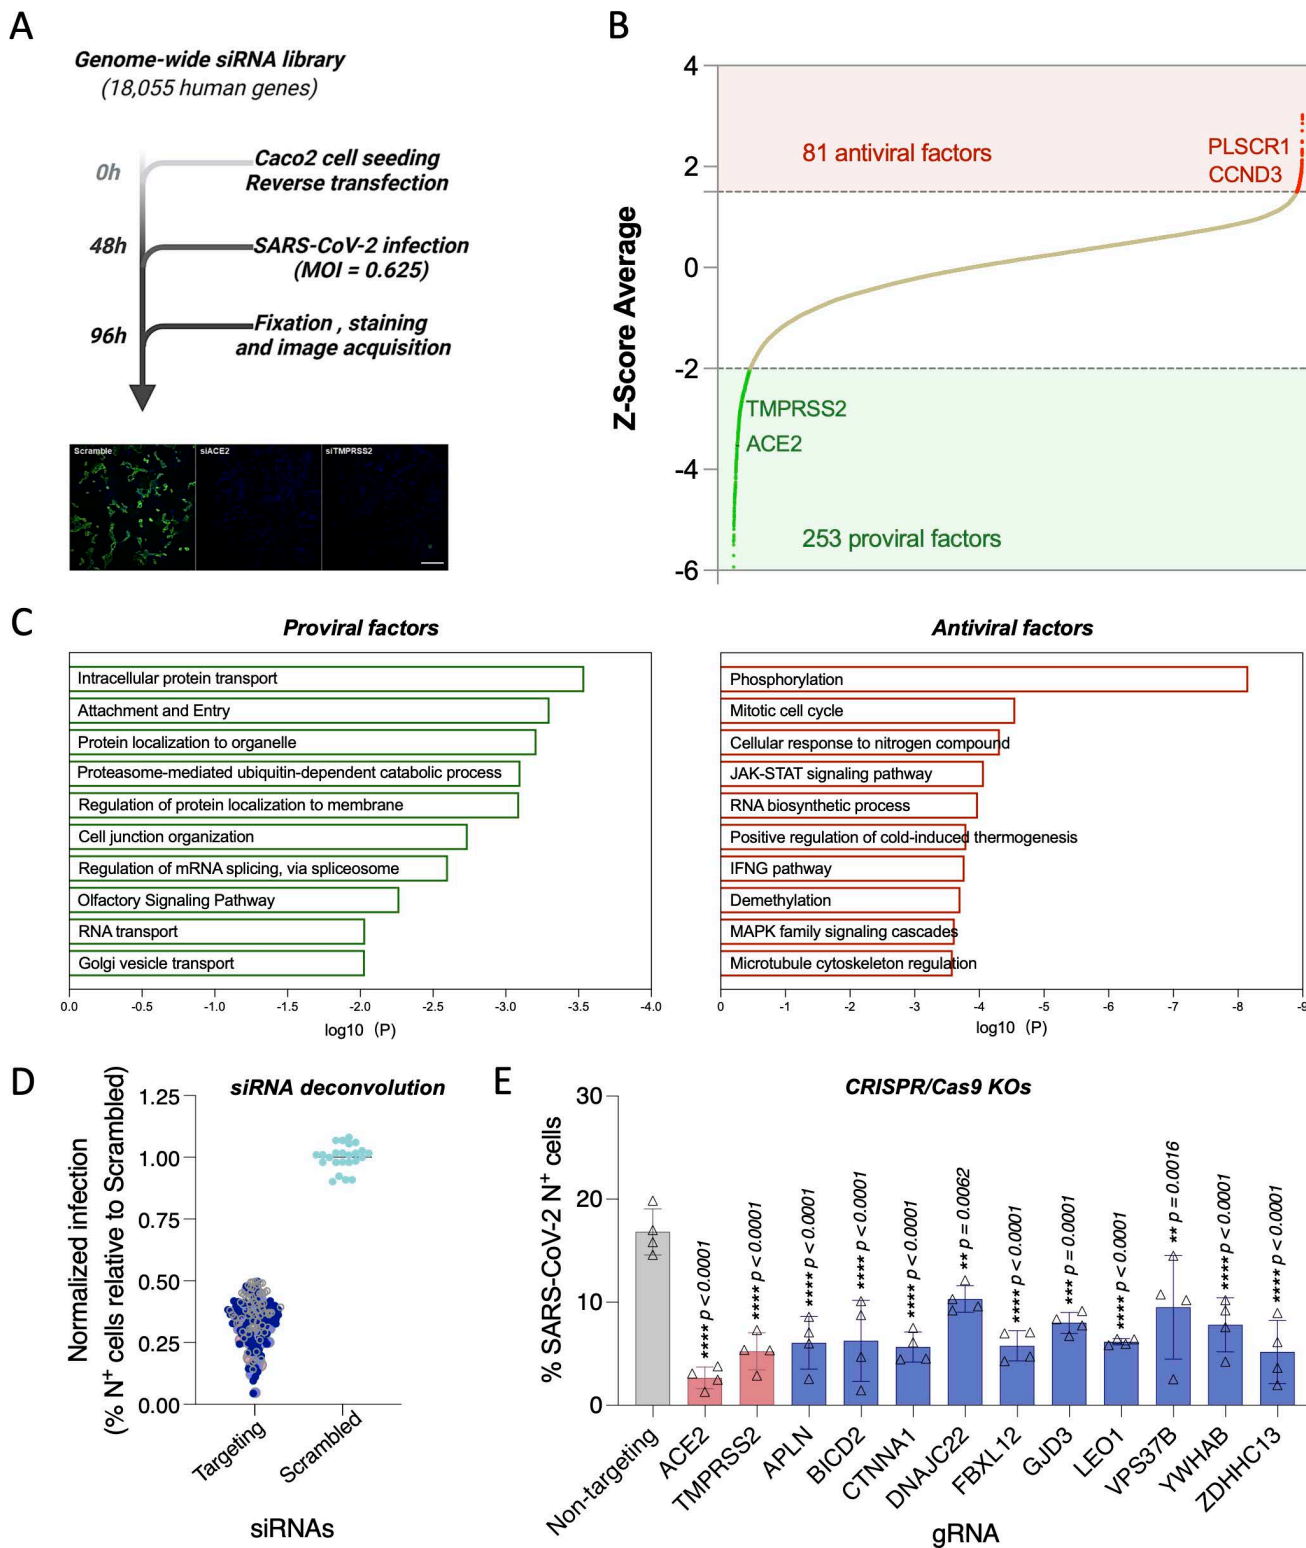 A
Genome-wide siRNA library
(18,055 human genes)
0h
Caco2 cell seeding
Reverse transfection
48h
SARS-CoV-2 infection
(MOI = 0.625)
96h
Fixation , staining
and image acquisition
Scramble
siACE2
siTMPRSS2
B
Z-Score Average
4
2
0
-2
-4
-6
81 antiviral factors
PLSCR1
CCND3
TMPRSS2
ACE2
253 proviral factors
C
Proviral factors
Intracellular protein transport
Attachment and Entry
Protein localization to organelle
Proteasome-mediated ubiquitin-dependent catabolic process
Regulation of protein localization to membrane
Cell junction organization
Regulation of mRNA splicing, via spliceosome
Olfactory Signaling Pathway
RNA transport
Golgi vesicle transport
0.0 -0.5 -1.0 -1.5 -2.0 -2.5 -3.0 -3.5 -4.0
log10 (P)
Antiviral factors
Phosphorylation
Mitotic cell cycle
Cellular response to nitrogen compound
JAK-STAT signaling pathway
RNA biosynthetic process
Positive regulation of cold-induced thermogenesis
IFNG pathway
Demethylation
MAPK family signaling cascades
Microtubule cytoskeleton regulation
0 -1 -2 -3 -4 -5 -6 -7 -8 -9
log10 (P)
D
siRNA deconvolution
Normalized infection
(% N+ cells relative to Scrambled)
1.25
1.00
0.75
0.50
0.25
0.00
Targeting
Scrambled
siRNAs
E
CRISPR/Cas9 KOs
% SARS-CoV-2 N+ cells
30
20
10
0
**** p < 0.0001
**** p < 0.0001
**** p < 0.0001
**** p < 0.0001
**** p < 0.0001
** p = 0.0062
**** p < 0.0001
*** p = 0.0001
**** p < 0.0001
** p = 0.0016
**** p < 0.0001
**** p < 0.0001
Non-targeting
ACE2
TMPRSS2
APLN
BICD2
CTNNA1
DNAJC22
FBXL12
GJD3
LEO1
VPS37B
YWHAB
ZDHHC13
gRNA